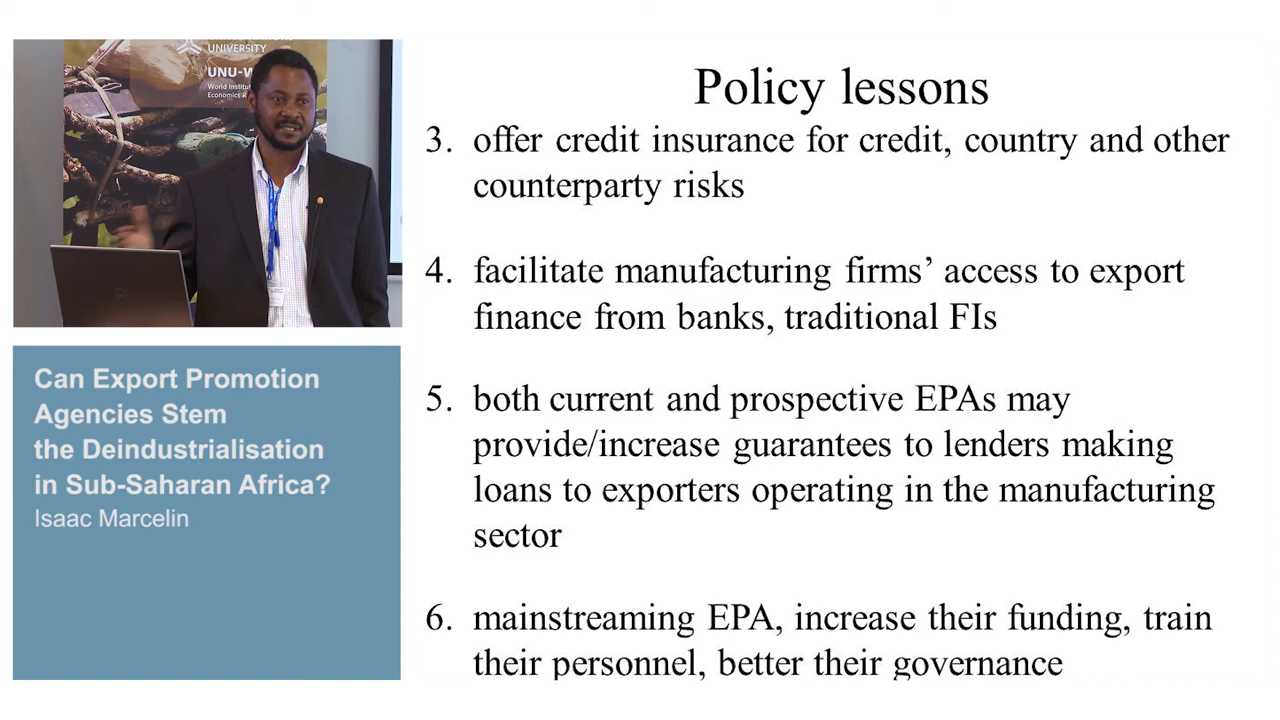 UNIVERSITY
UNU-W
World Instit
Economics R
Can Export Promotion
Agencies Stem
the Deindustrialisation
in Sub-Saharan Africa?
Isaac Marcelin
Policy lessons
3. offer credit insurance for credit, country and other
counterparty risks
4. facilitate manufacturing firms’ access to export
finance from banks, traditional FIs
5. both current and prospective EPAs may
provide/increase guarantees to lenders making
loans to exporters operating in the manufacturing
sector
6. mainstreaming EPA, increase their funding, train
their personnel, better their governance